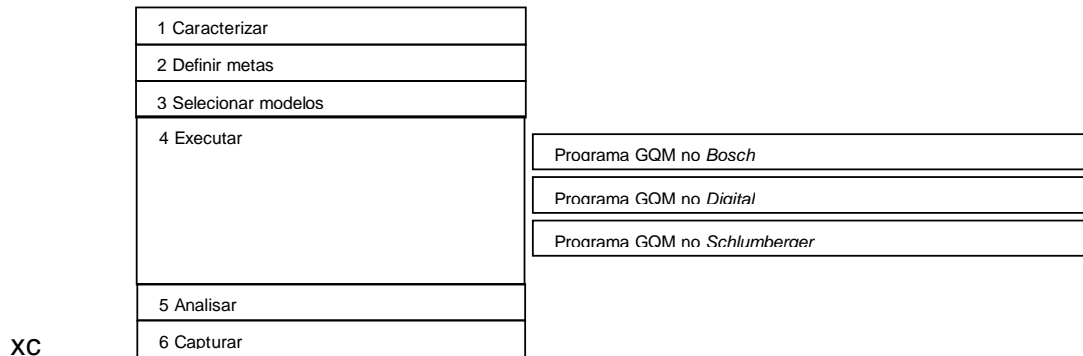 1 Caracterizar
2 Definir metas
3 Selecionar modelos
4 Executar
Programa GQM no Bosch
Programa GQM no Digital
Programa GQM no Schlumberger
5 Analisar
xc
6 Capturar